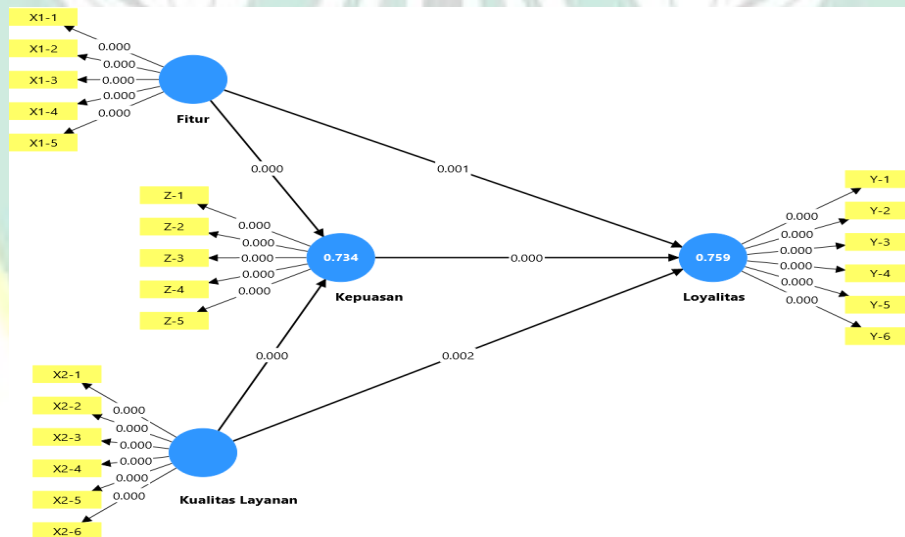 X1-1
X1-2
X1-3
X1-4
X1-5
0.000
0.000
0.000
0.000
0.000
Fitur
0.000
0.001
Z-1
Z-2
Z-3
Z-4
Z-5
0.000
0.000
0.000
0.000
0.000
0.734
Kepuasan
0.000
0.759
Loyalitas
Y-1
Y-2
Y-3
Y-4
Y-5
Y-6
0.000
0.000
0.000
0.000
0.000
0.000
0.000
0.002
X2-1
X2-2
X2-3
X2-4
X2-5
X2-6
0.000
0.000
0.000
0.000
0.000
0.000
Kualitas Layanan